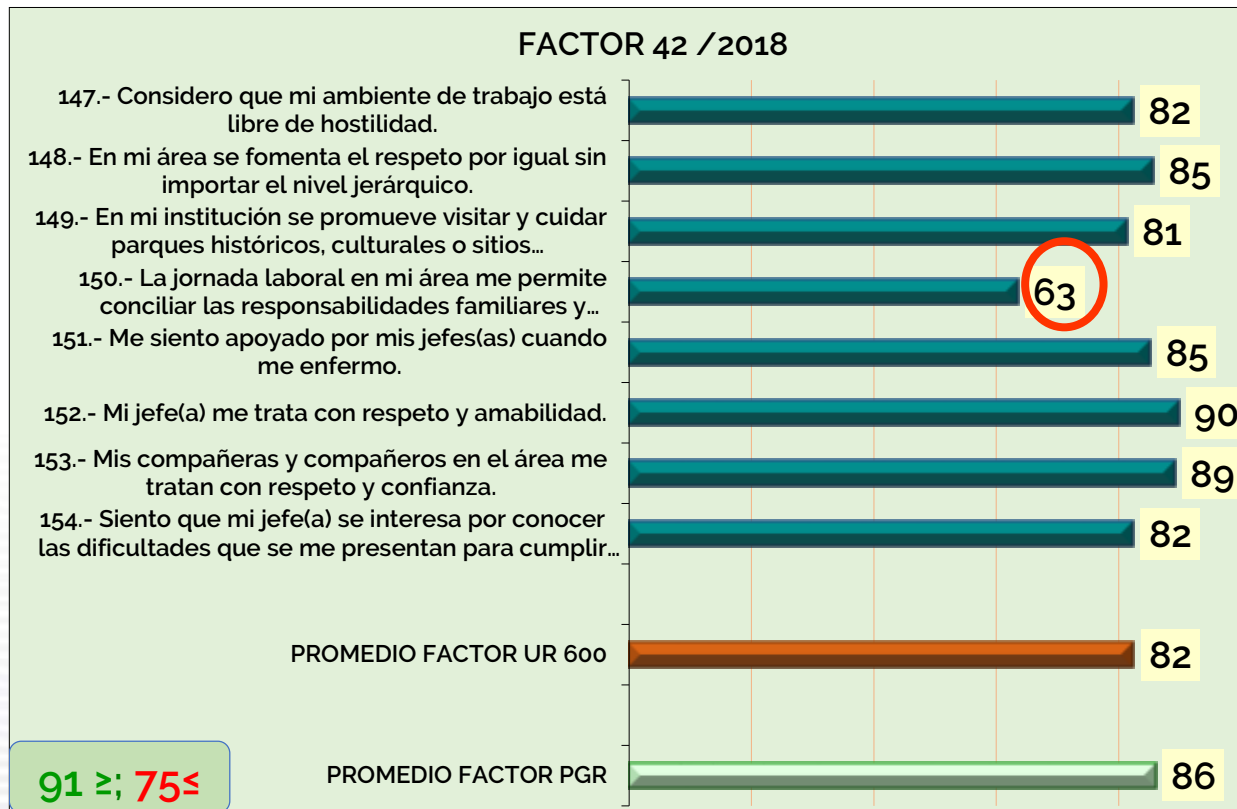 FACTOR 42 /2018
147.- Considero que mi ambiente de trabajo está
libre de hostilidad.
82
148.- En mi área se fomenta el respeto por igual sin
importar el nivel jerárquico.
85
149.- En mi institución se promueve visitar y cuidar
parques históricos, culturales o sitios…
81
150.- La jornada laboral en mi área me permite
conciliar las responsabilidades familiares y…
63
151.- Me siento apoyado por mis jefes(as) cuando
me enfermo.
85
152.- Mi jefe(a) me trata con respeto y amabilidad.
90
153.- Mis compañeras y compañeros en el área me
tratan con respeto y confianza.
89
154.- Siento que mi jefe(a) se interesa por conocer
las dificultades que se me presentan para cumplir…
82
PROMEDIO FACTOR UR 600
82
PROMEDIO FACTOR PGR
86
91 ≥; 75≤